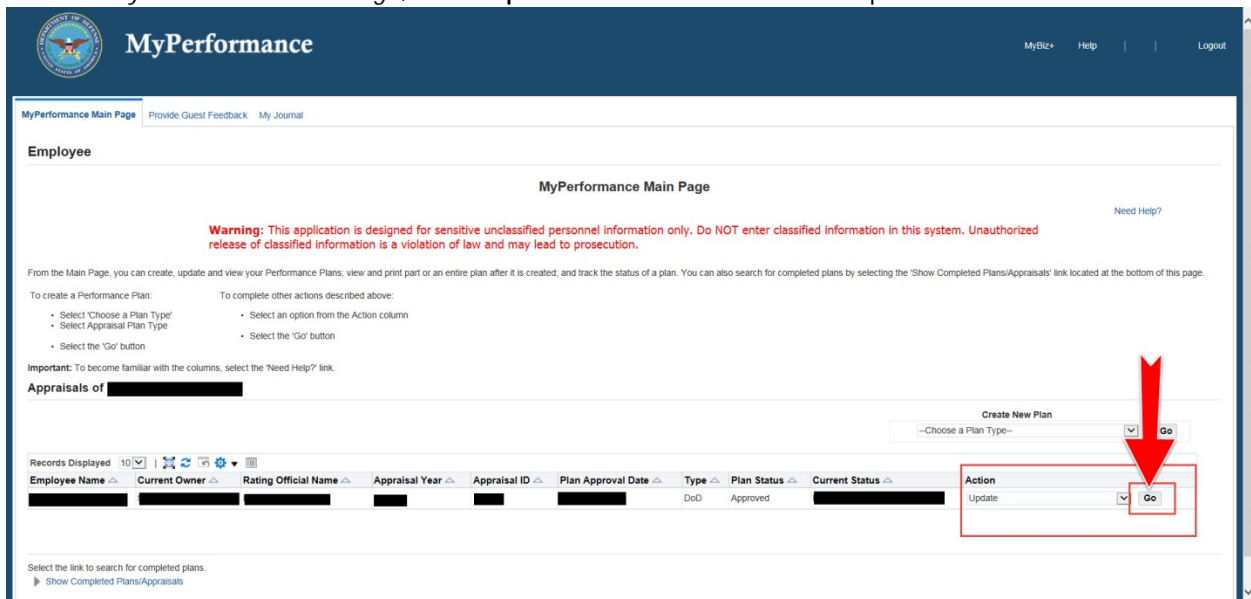 MyPerformance
MyBiz+ Help | | Logout
MyPerformance Main Page Provide Guest Feedback My Journal
Employee
MyPerformance Main Page
Need Help?
Warning: This application is designed for sensitive unclassified personnel information only. Do NOT enter classified information in this system. Unauthorized
release of classified information is a violation of law and may lead to prosecution.
From the Main Page, you can create, update and view your Performance Plans; view and print part or an entire plan after it is created; and track the status of a plan. You can also search for completed plans by selecting the 'Show Completed Plans/Appraisals' link located at the bottom of this page.
To create a Performance Plan: To complete other actions described above:
• Select 'Choose a Plan Type' • Select an option from the Action column
• Select Appraisal Plan Type
• Select the 'Go' button
• Select the 'Go' button
Important: To become familiar with the columns, select the 'Need Help?' link.
Appraisals of
Create New Plan
--Choose a Plan Type-- Go
Records Displayed 10
Employee Name Current Owner Rating Official Name Appraisal Year Appraisal ID Plan Approval Date Type Plan Status Current Status Action
DoD Approved Update Go
Select the link to search for completed plans.
Show Completed Plans/Appraisals